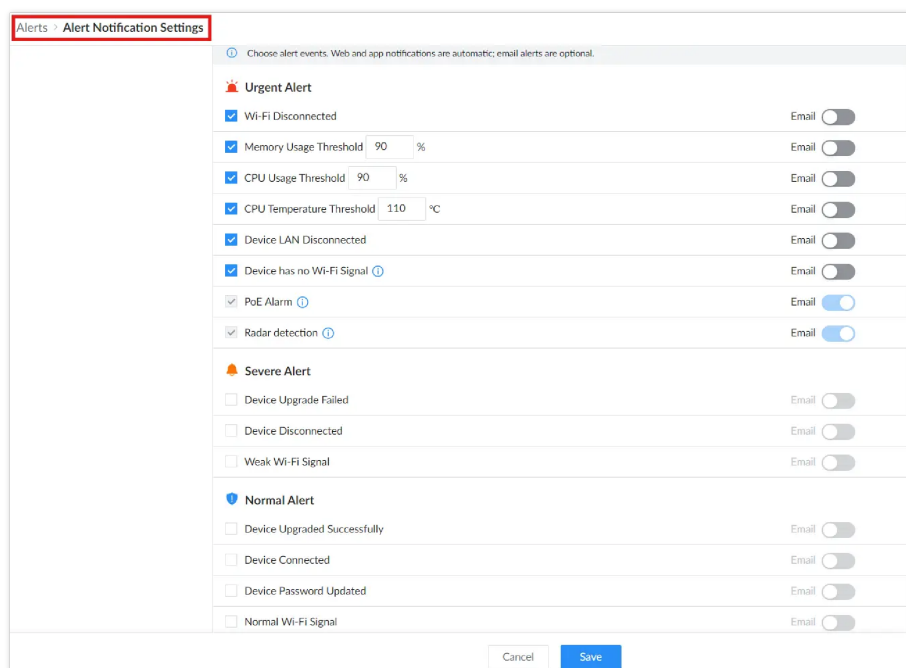 Alerts > Alert Notification Settings
Choose alert events. Web and app notifications are automatic; email alerts are optional.
Urgent Alert
Wi-Fi Disconnected Email
Memory Usage Threshold 90 % Email
CPU Usage Threshold 90 % Email
CPU Temperature Threshold 110 °C Email
Device LAN Disconnected Email
Device has no Wi-Fi Signal Email
PoE Alarm Email
Radar detection Email
Severe Alert
Device Upgrade Failed Email
Device Disconnected Email
Weak Wi-Fi Signal Email
Normal Alert
Device Upgraded Successfully Email
Device Connected Email
Device Password Updated Email
Normal Wi-Fi Signal Email
Cancel Save